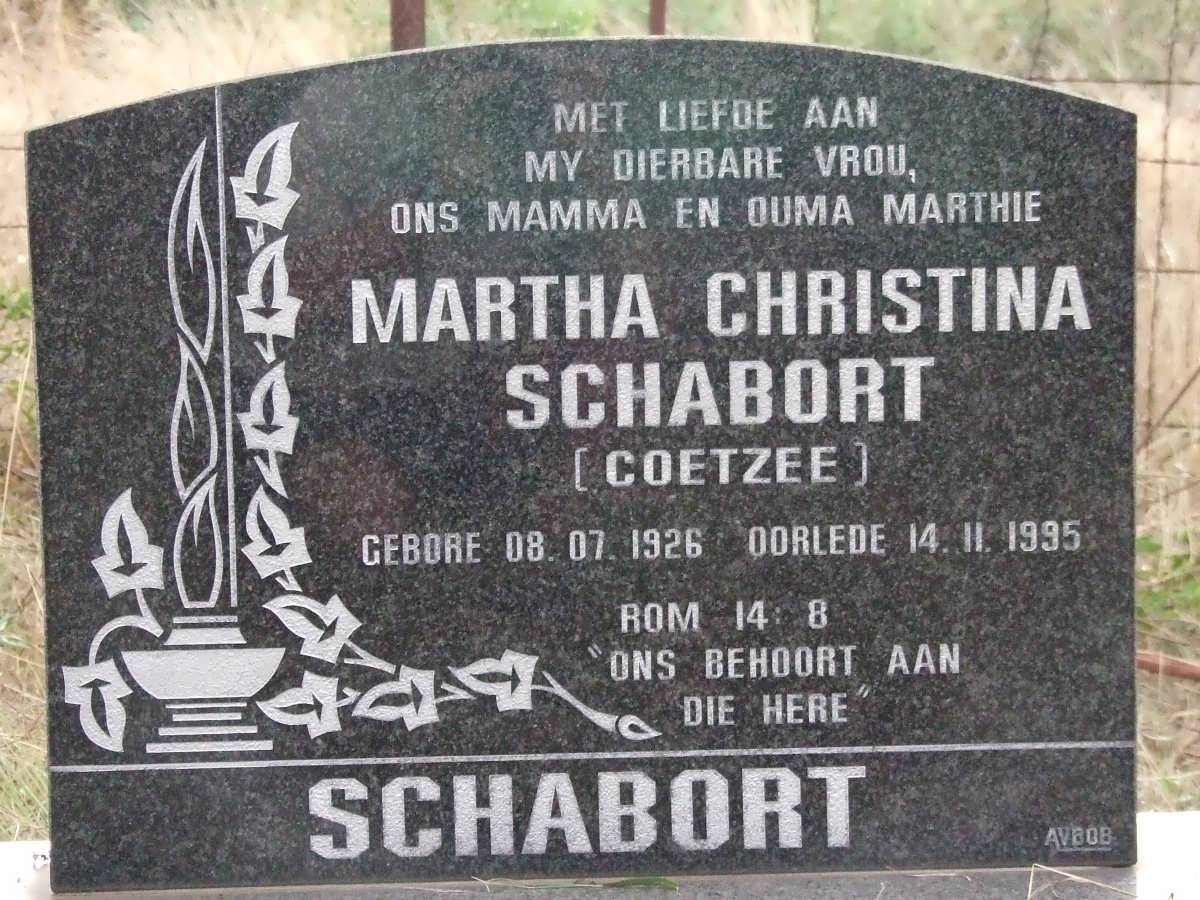 MET LIEFDE AAN
MY DIERBARE VROU,
ONS MAMMA EN OUMA MARTHIE
MARTHA CHRISTINA
SCHABORT
[COETZEE]
GEBORE 08. 07. 1926 OORLEDE 14. 11. 1995
ROM 14: 8
"ONS BEHOORT AAN
DIE HERE"
SCHABORT
AVBOB